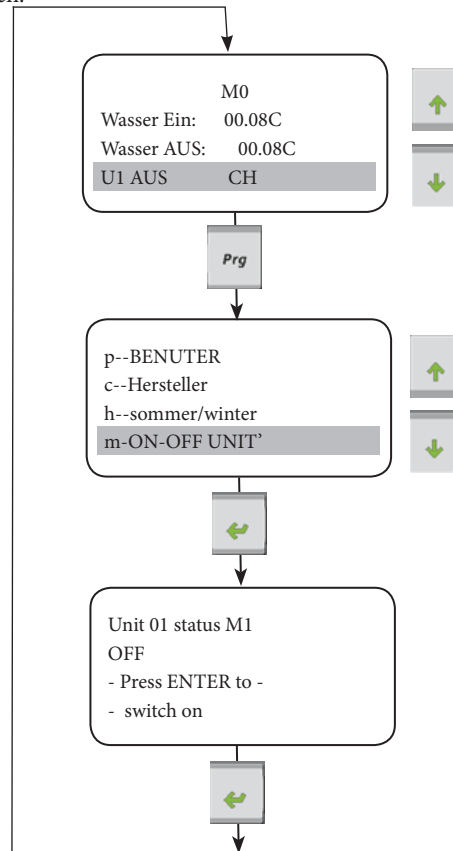 M0
Wasser Ein: 00.08C
Wasser AUS: 00.08C
U1 AUS CH
Prg
p--BENUTER
c--Hersteller
h--sommer/winter
m-ON-OFF UNIT’
Unit 01 status M1
OFF
- Press ENTER to -
- switch on